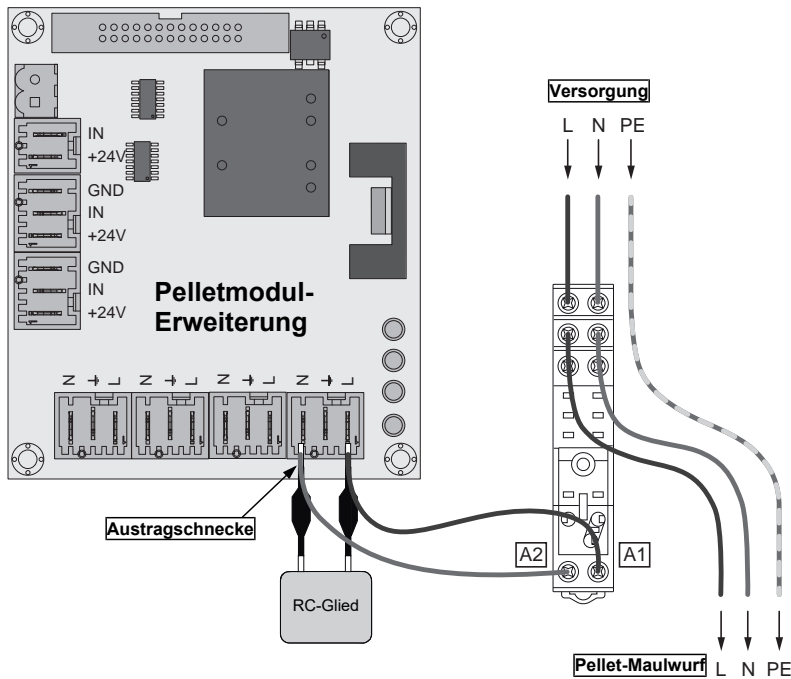 Versorgung
L N PE
IN
+24V
GND
IN
+24V
GND
IN
+24V
Pelletmodul-
Erweiterung
N L N L N L N L
Austragschnecke
A2 A1
RC-Glied
Pellet-Maulwurf L N PE